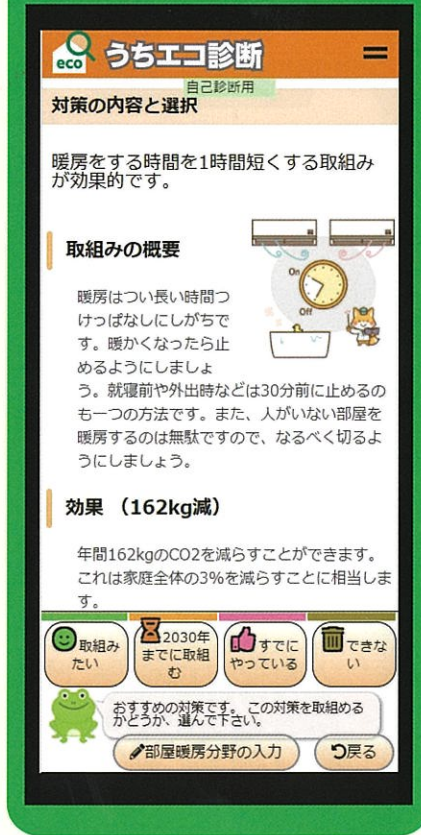 eco うちエコ診断
自己診断用
対策の内容と選択
暖房をする時間を1時間短くする取組み
が効果的です。
取組みの概要
On
Off
暖房はつい長い時間つ
けっぱなしにしがちで
す。暖かくなったら止
めるようにしましょ
う。就寝前や外出時などは30分前に止めるの
も一つの方法です。また、人がいない部屋を
暖房するのは無駄ですので、なるべく切るよ
うにしましょう。
効果 （162kg減）
年間162kgのCO2を減らすことができます。
これは家庭全体の3%を減らすことに相当しま
す。
取組み
たい
2030年
までに取組
む
すでに
やっている
できな
い
おすすめの対策です。 この対策を取組める
かどうか、選んで下さい。
部屋暖房分野の入力
戻る